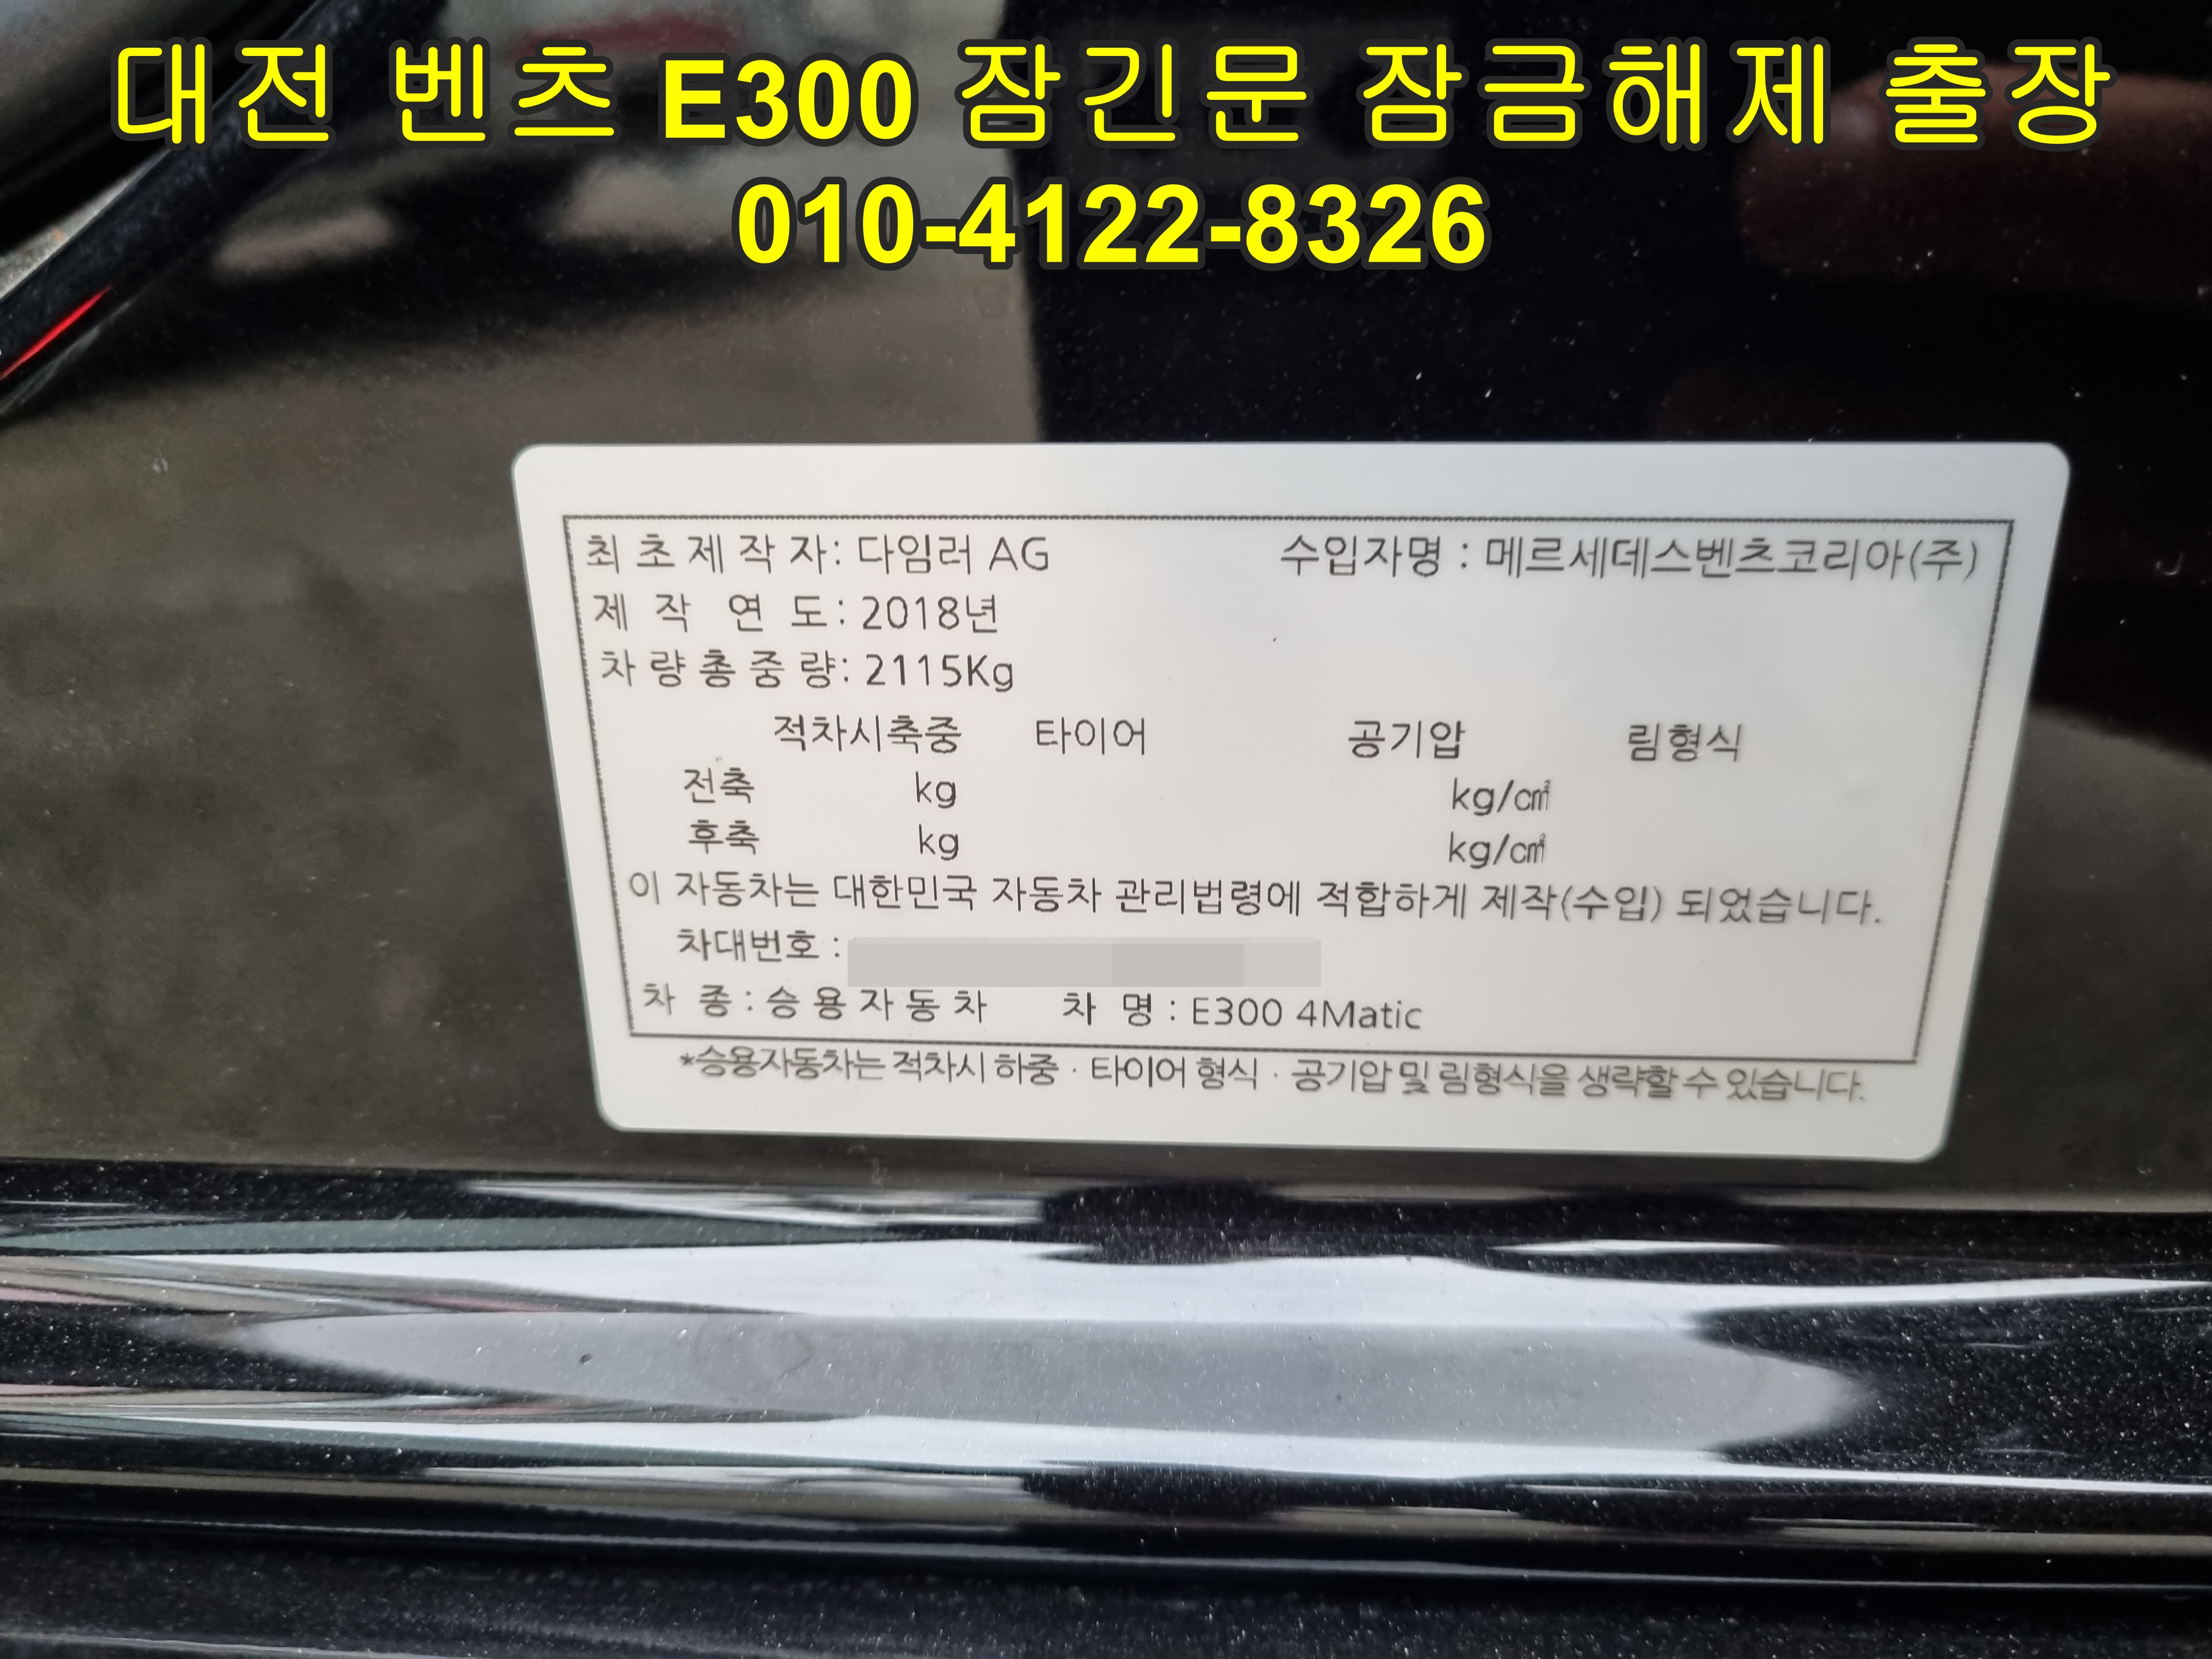 대전 벤츠 E300 잠긴문 잠금해제 출장
010-4122-8326
최초제작자: 다임러 AG 수입자명 : 메르세데스벤츠코리아(주)
제 작 연 도: 2018년
차량총중량: 2115Kg
적차시축중 타이어 공기압 림형식
전축 kg kg/㎠
후축 kg kg/㎠
이 자동차는 대한민국 자동차 관리법령에 적합하게 제작(수입) 되었습니다.
차대번호 :
차 종 : 승용자동차 차 명 : E300 4Matic
*승용자동차는 적차시 하중 · 타이어 형식 · 공기압 및 림형식을 생략할 수 있습니다.